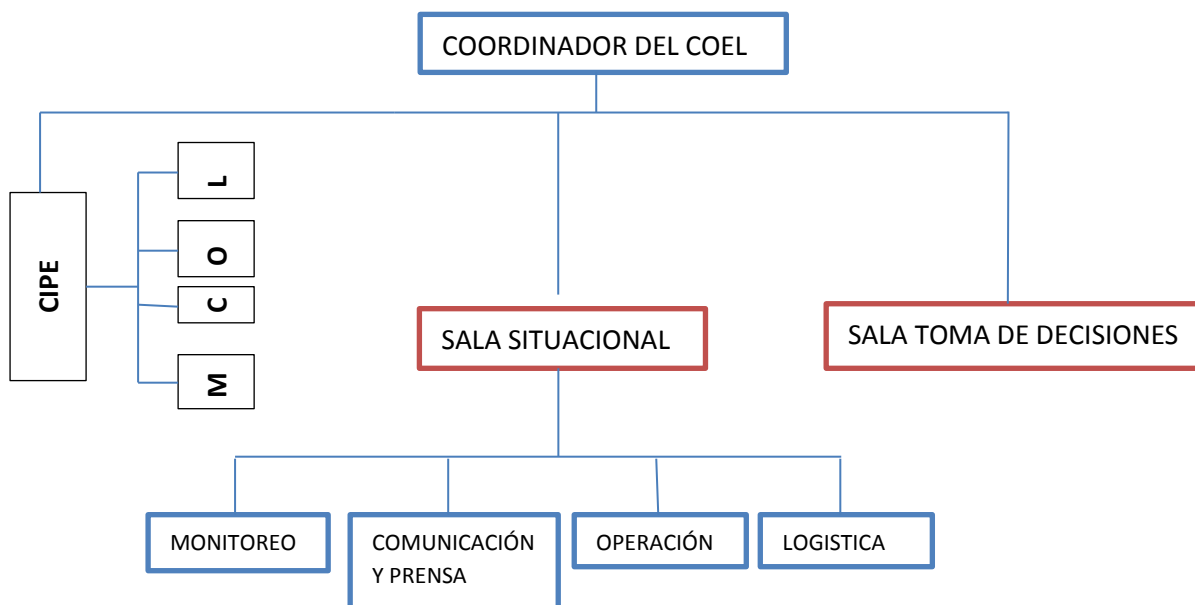 COORDINADOR DEL COEL
CIPE
L
O
C
M
SALA SITUACIONAL
SALA TOMA DE DECISIONES
MONITOREO
COMUNICACIÓN
Y PRENSA
OPERACIÓN
LOGISTICA